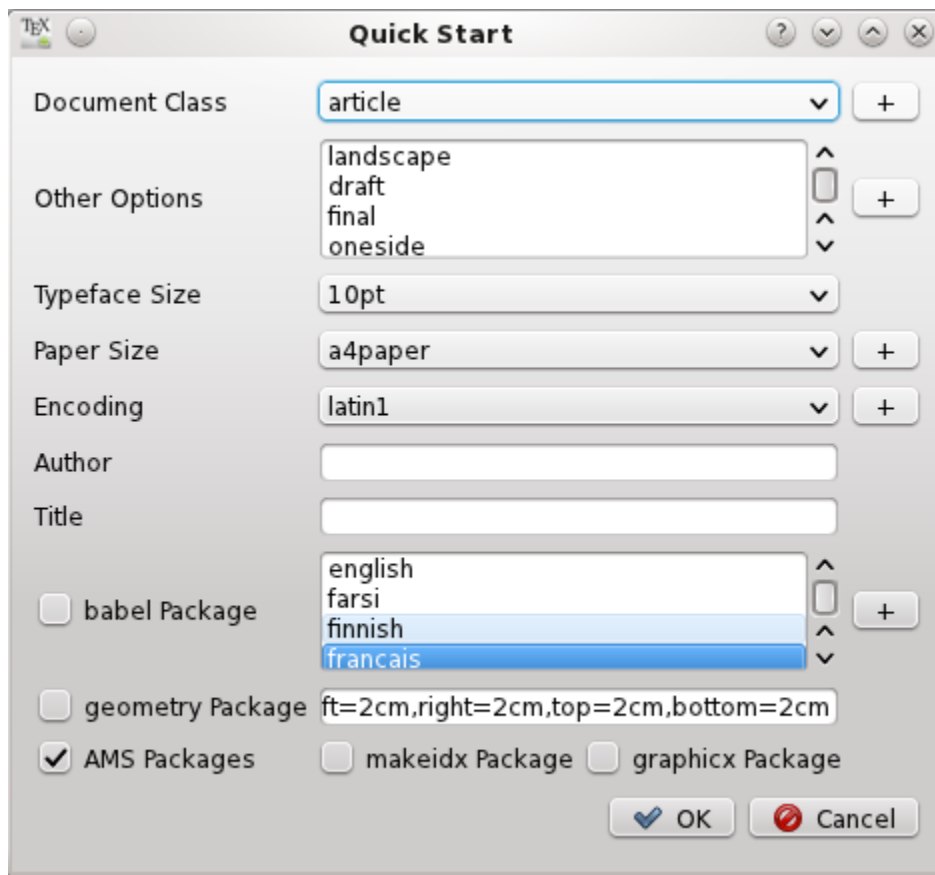 TEX Quick Start
Document Class article +
Other Options
landscape
draft
final
oneside
+
Typeface Size 10pt
Paper Size a4paper +
Encoding latin1 +
Author
Title
babel Package
english
farsi
finnish
francais
+
geometry Package ft=2cm,right=2cm,top=2cm,bottom=2cm
AMS Packages makeidx Package graphicx Package
OK Cancel